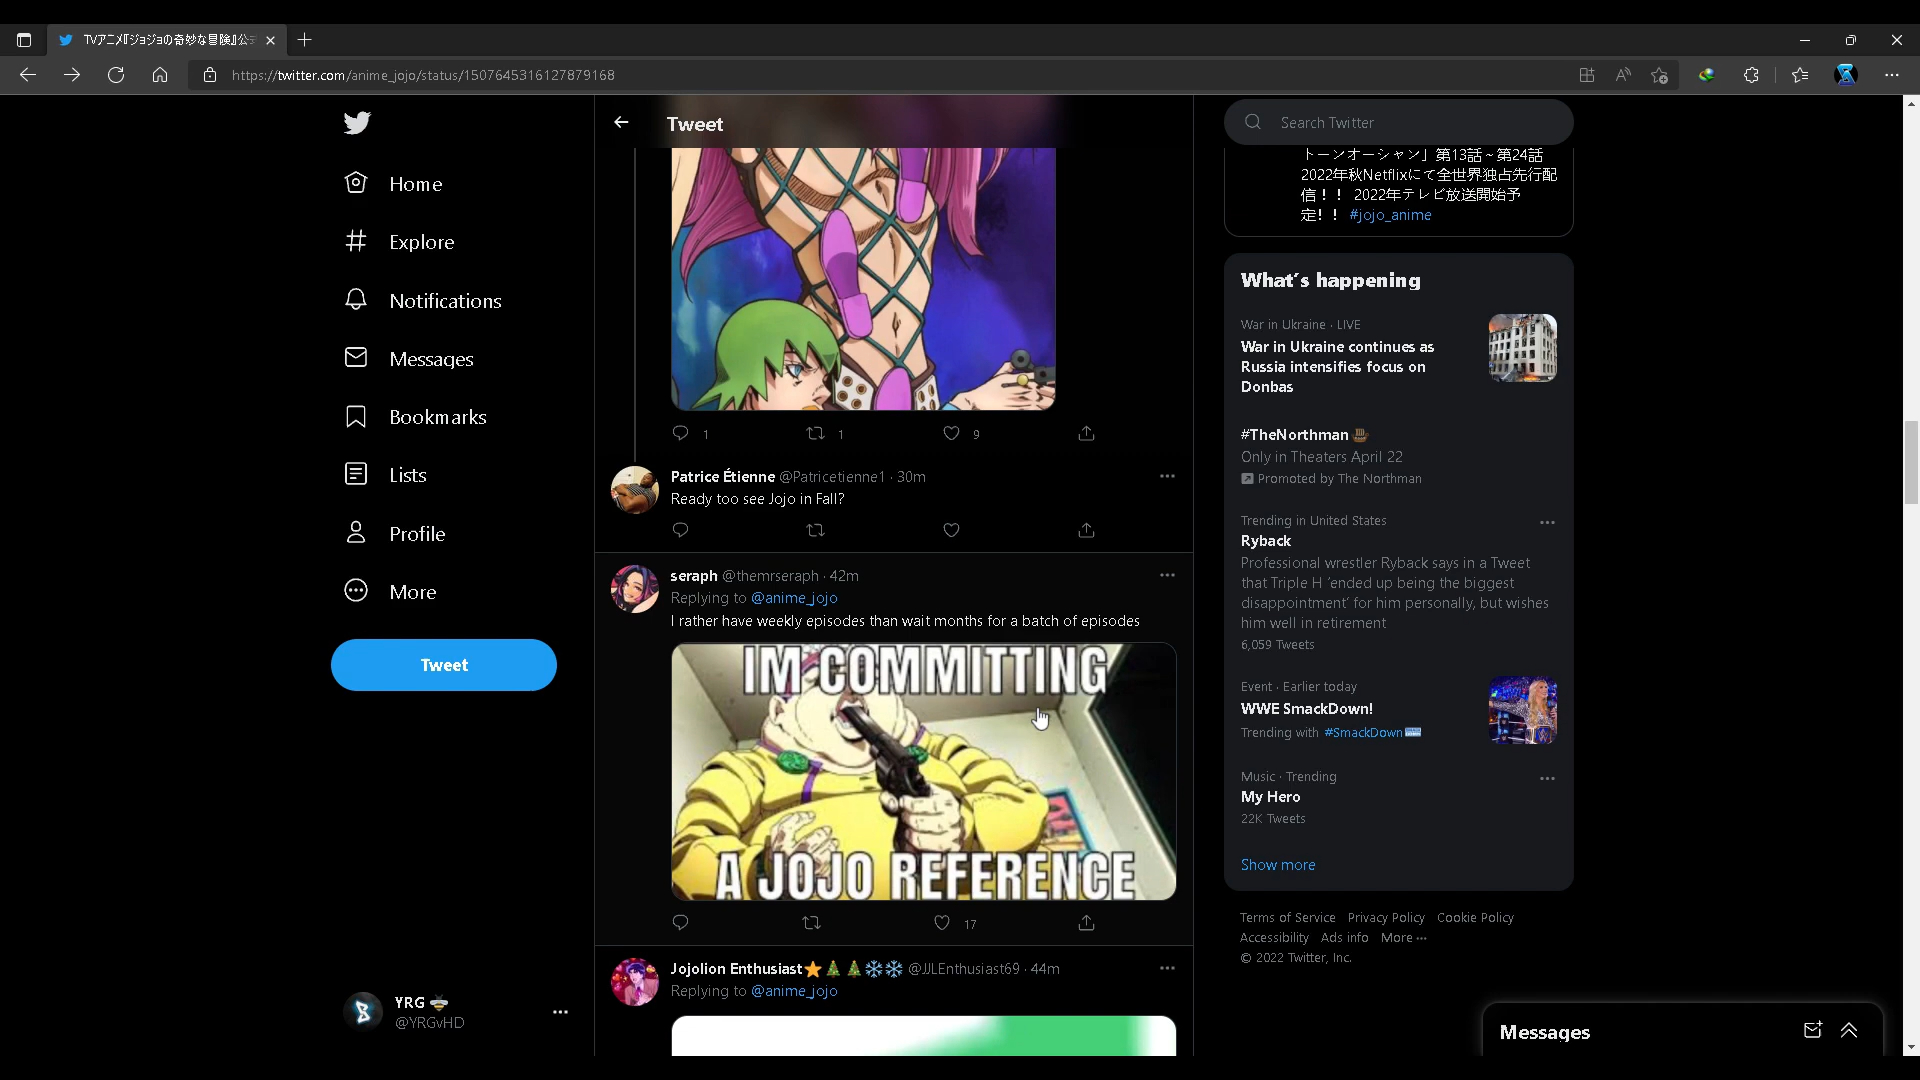 TVアニメ『ジョジョの奇妙な冒険』公式
https://twitter.com/anime_jojo/status/1507645316127879168
Home
Explore
Notifications
Messages
Bookmarks
Lists
Profile
More
Tweet
YRG
@YRGvHD
Tweet
1
1
9
Patrice Étienne @Patricetienne1 · 30m
Ready too see Jojo in Fall?
seraph @themrseraph · 42m
Replying to @anime_jojo
I rather have weekly episodes than wait months for a batch of episodes
IM COMMITTING
A JOJO REFERENCE
17
Jojolion Enthusiast @JJLEnthusiast69 · 44m
Replying to @anime_jojo
Search Twitter
トーンオーシャン」第13話～第24話
2022年秋Netflixにて全世界独占先行配
信！！ 2022年テレビ放送開始予
定！！ #jojo_anime
What's happening
War in Ukraine · LIVE
War in Ukraine continues as
Russia intensifies focus on
Donbas
#TheNorthman
Only in Theaters April 22
Promoted by The Northman
Trending in United States
Ryback
Professional wrestler Ryback says in a Tweet
that Triple H 'ended up being the biggest
disappointment' for him personally, but wishes
him well in retirement
6,059 Tweets
Event · Earlier today
WWE SmackDown!
Trending with #SmackDown
Music · Trending
My Hero
22K Tweets
Show more
Terms of Service Privacy Policy Cookie Policy
Accessibility Ads info More ···
© 2022 Twitter, Inc.
Messages